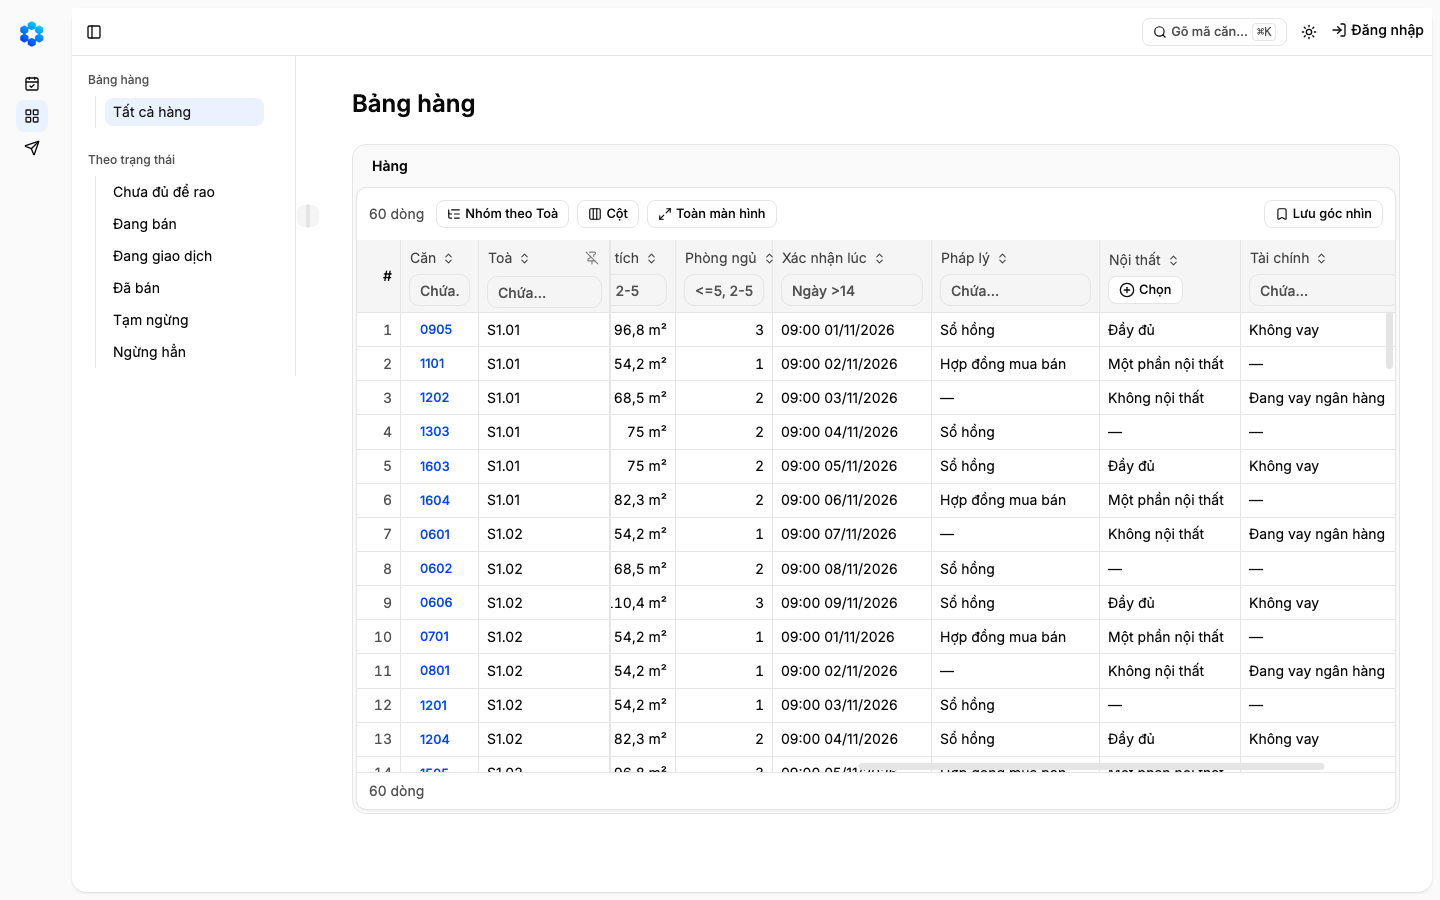 Gõ mã căn... ⌘K
Đăng nhập
Bảng hàng
Tất cả hàng
Theo trạng thái
Chưa đủ để rao
Đang bán
Đang giao dịch
Đã bán
Tạm ngừng
Ngừng hẳn
Bảng hàng
Hàng
60 dòng Nhóm theo Toà Cột Toàn màn hình Lưu góc nhìn
# Căn Toà tích Phòng ngủ Xác nhận lúc Pháp lý Nội thất Tài chính
Chứa. Chứa... 2-5 <=5, 2-5 Ngày >14 Chứa... Chọn Chứa...
1 0905 S1.01 96,8 m² 3 09:00 01/11/2026 Sổ hồng Đầy đủ Không vay
2 1101 S1.01 54,2 m² 1 09:00 02/11/2026 Hợp đồng mua bán Một phần nội thất —
3 1202 S1.01 68,5 m² 2 09:00 03/11/2026 — Không nội thất Đang vay ngân hàng
4 1303 S1.01 75 m² 2 09:00 04/11/2026 Sổ hồng — —
5 1603 S1.01 75 m² 2 09:00 05/11/2026 Sổ hồng Đầy đủ Không vay
6 1604 S1.01 82,3 m² 2 09:00 06/11/2026 Hợp đồng mua bán Một phần nội thất —
7 0601 S1.02 54,2 m² 1 09:00 07/11/2026 — Không nội thất Đang vay ngân hàng
8 0602 S1.02 68,5 m² 2 09:00 08/11/2026 Sổ hồng — —
9 0606 S1.02 10,4 m² 3 09:00 09/11/2026 Sổ hồng Đầy đủ Không vay
10 0701 S1.02 54,2 m² 1 09:00 01/11/2026 Hợp đồng mua bán Một phần nội thất —
11 0801 S1.02 54,2 m² 1 09:00 02/11/2026 — Không nội thất Đang vay ngân hàng
12 1201 S1.02 54,2 m² 1 09:00 03/11/2026 Sổ hồng — —
13 1204 S1.02 82,3 m² 2 09:00 04/11/2026 Sổ hồng Đầy đủ Không vay
60 dòng